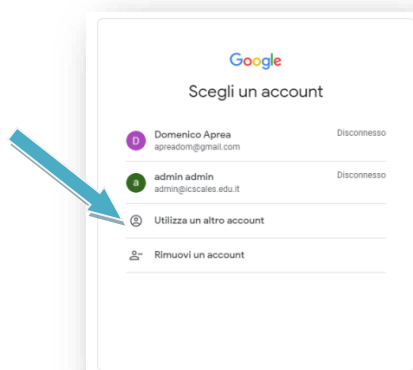 Google
Scegli un account
D
Domenico Aprea
Disconnesso
apreadom@gmail.com
a
admin admin
Disconnesso
admin@icscales.edu.it
Utilizza un altro account
Rimuovi un account